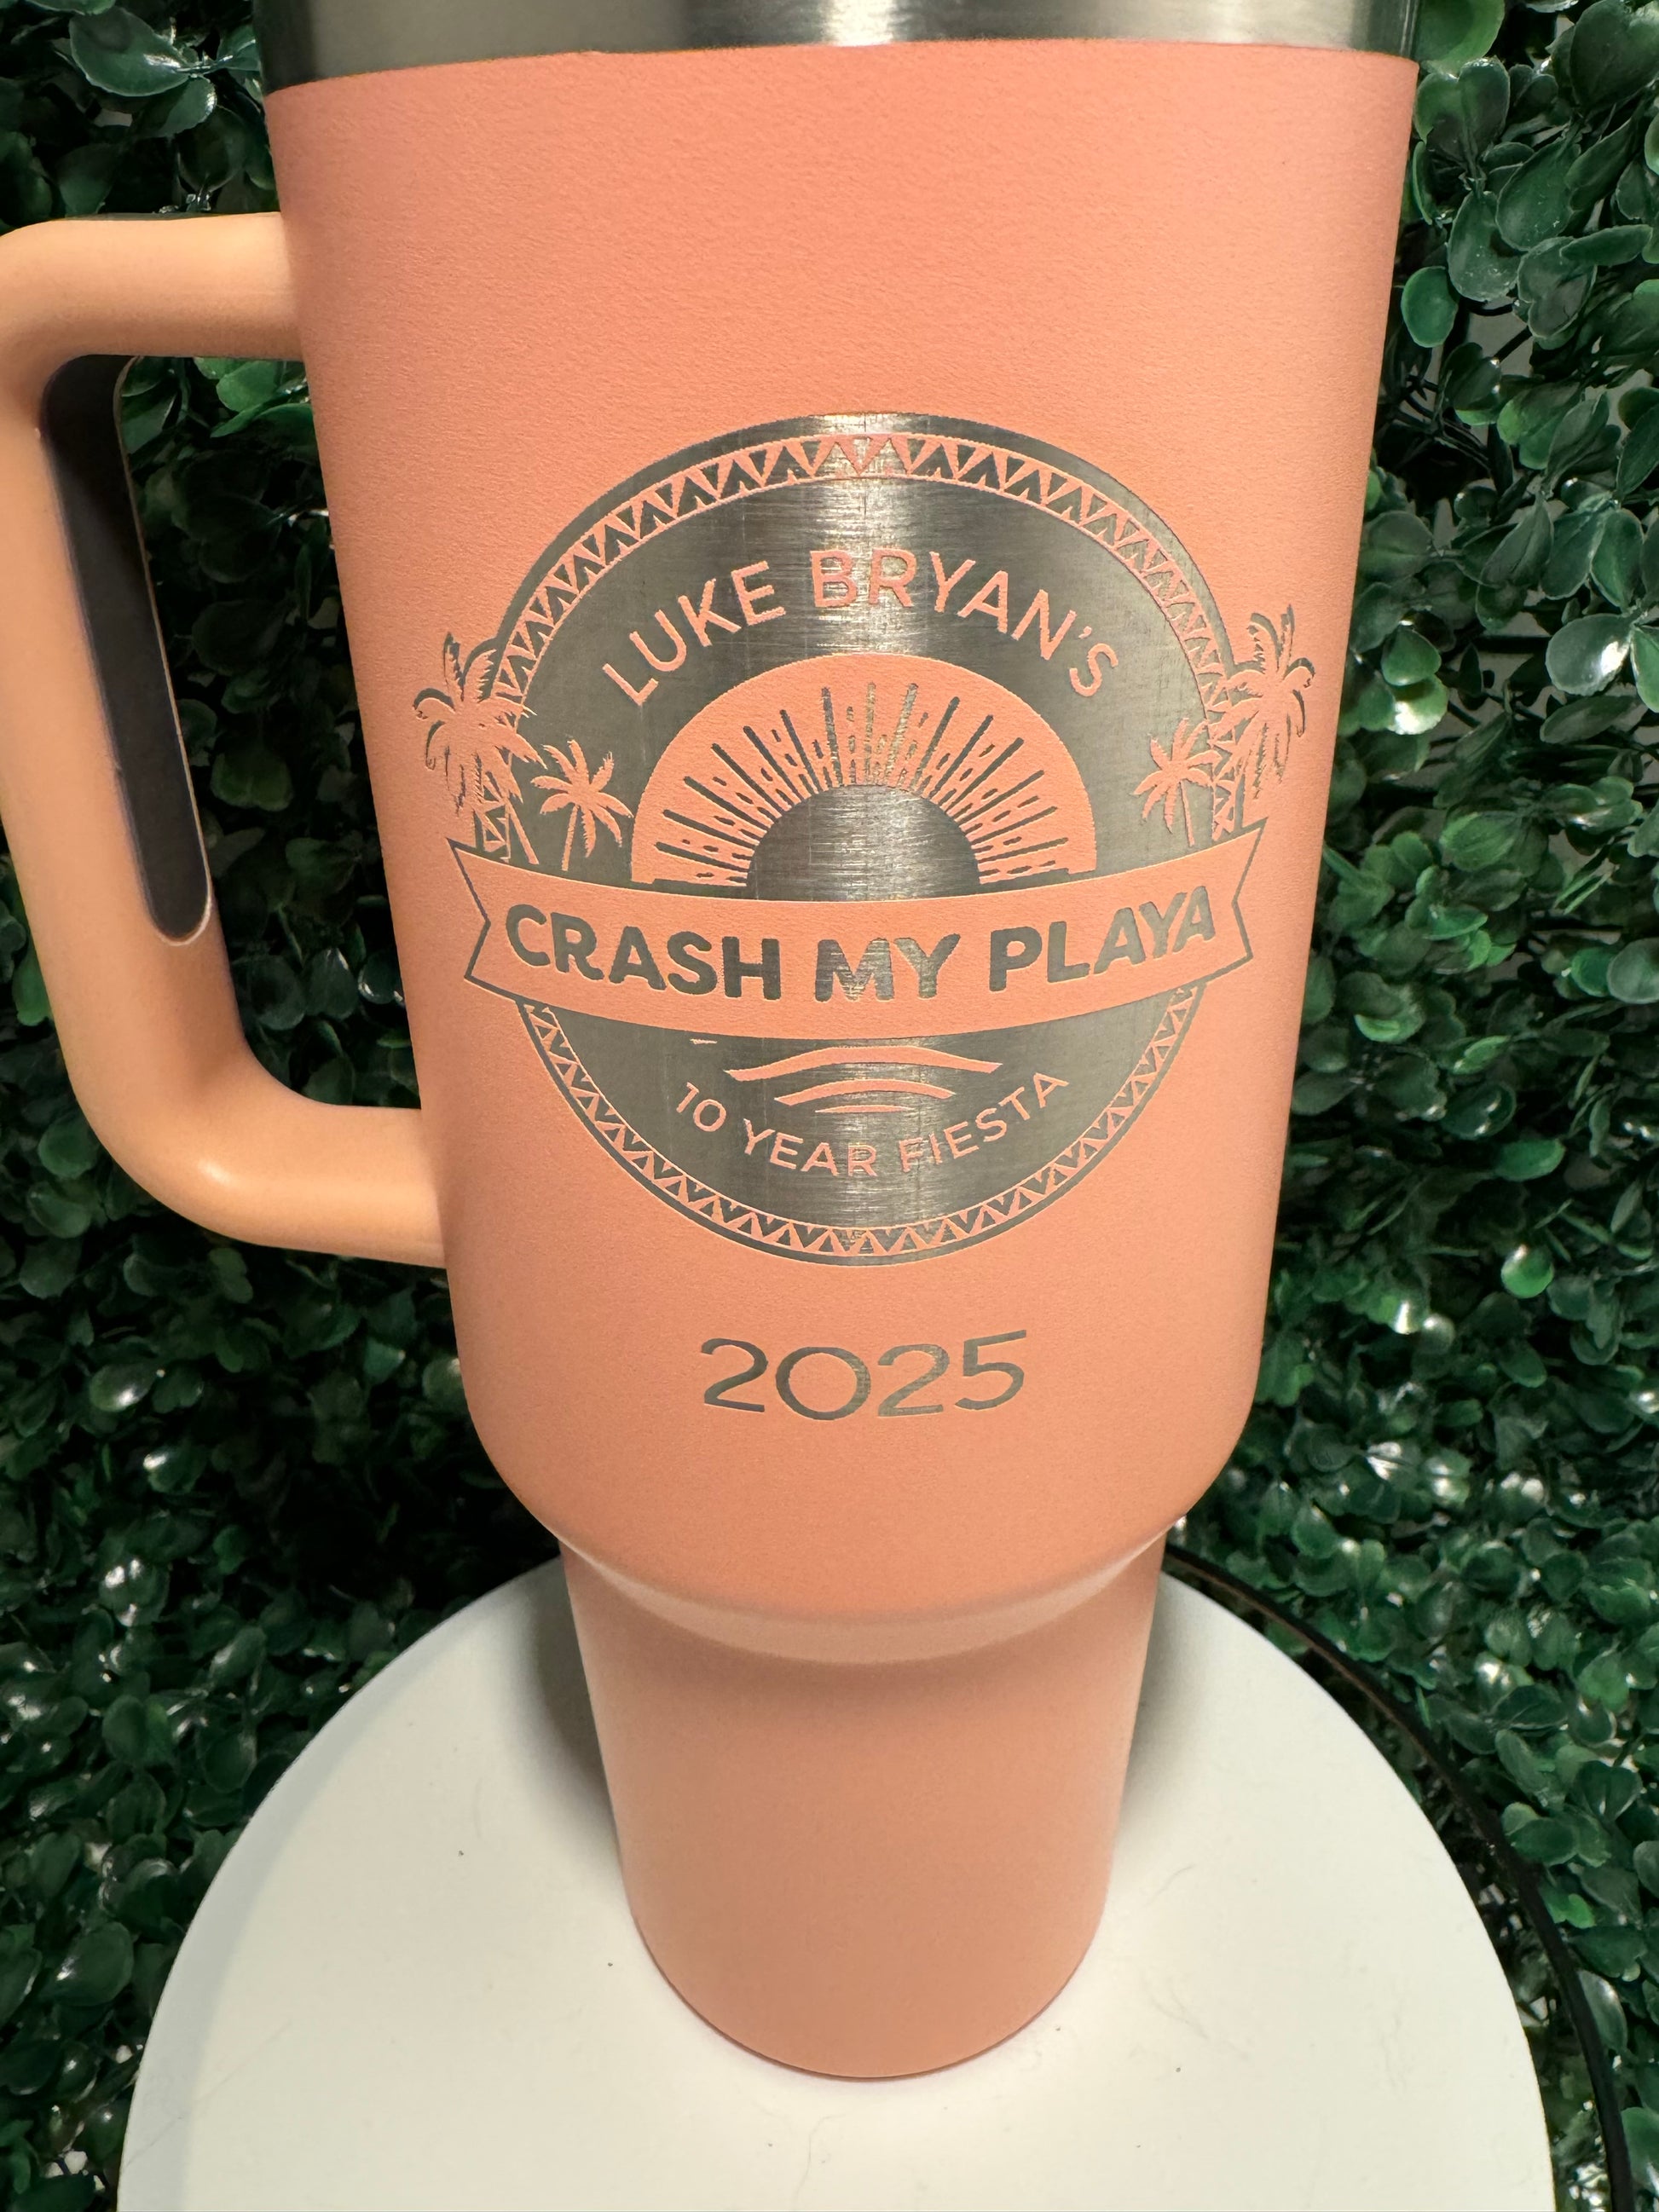 LUKE BRYAN'S
CRASH MY PLAYA
10 YEAR FIESTA
2025